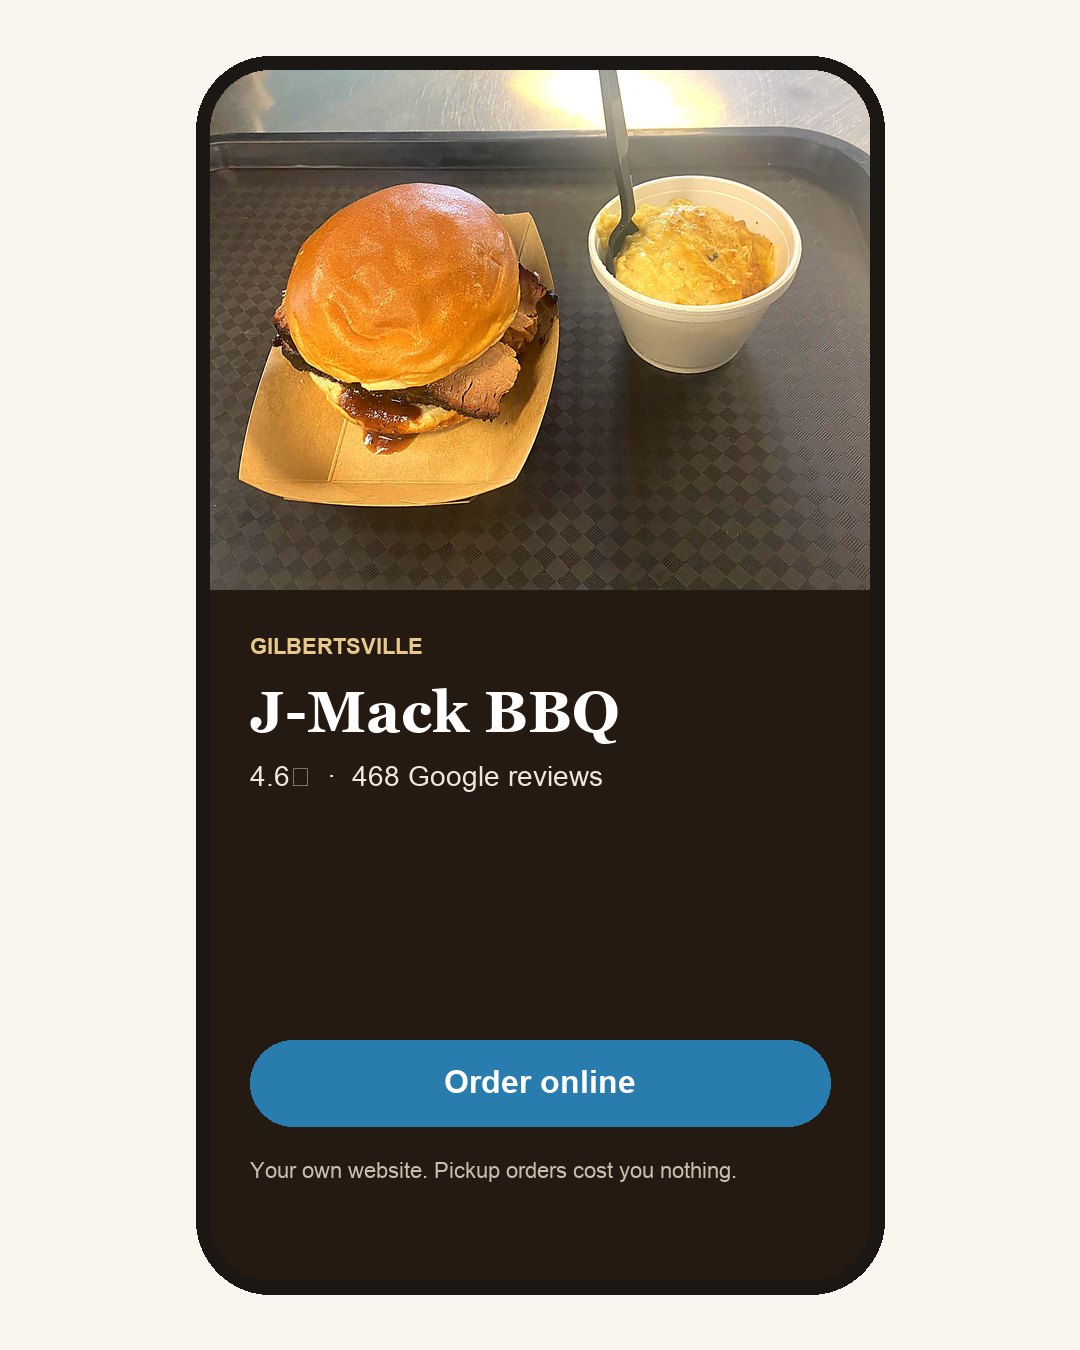 GILBERTSVILLE
J-Mack BBQ
4.6□ · 468 Google reviews
Order online
Your own website. Pickup orders cost you nothing.